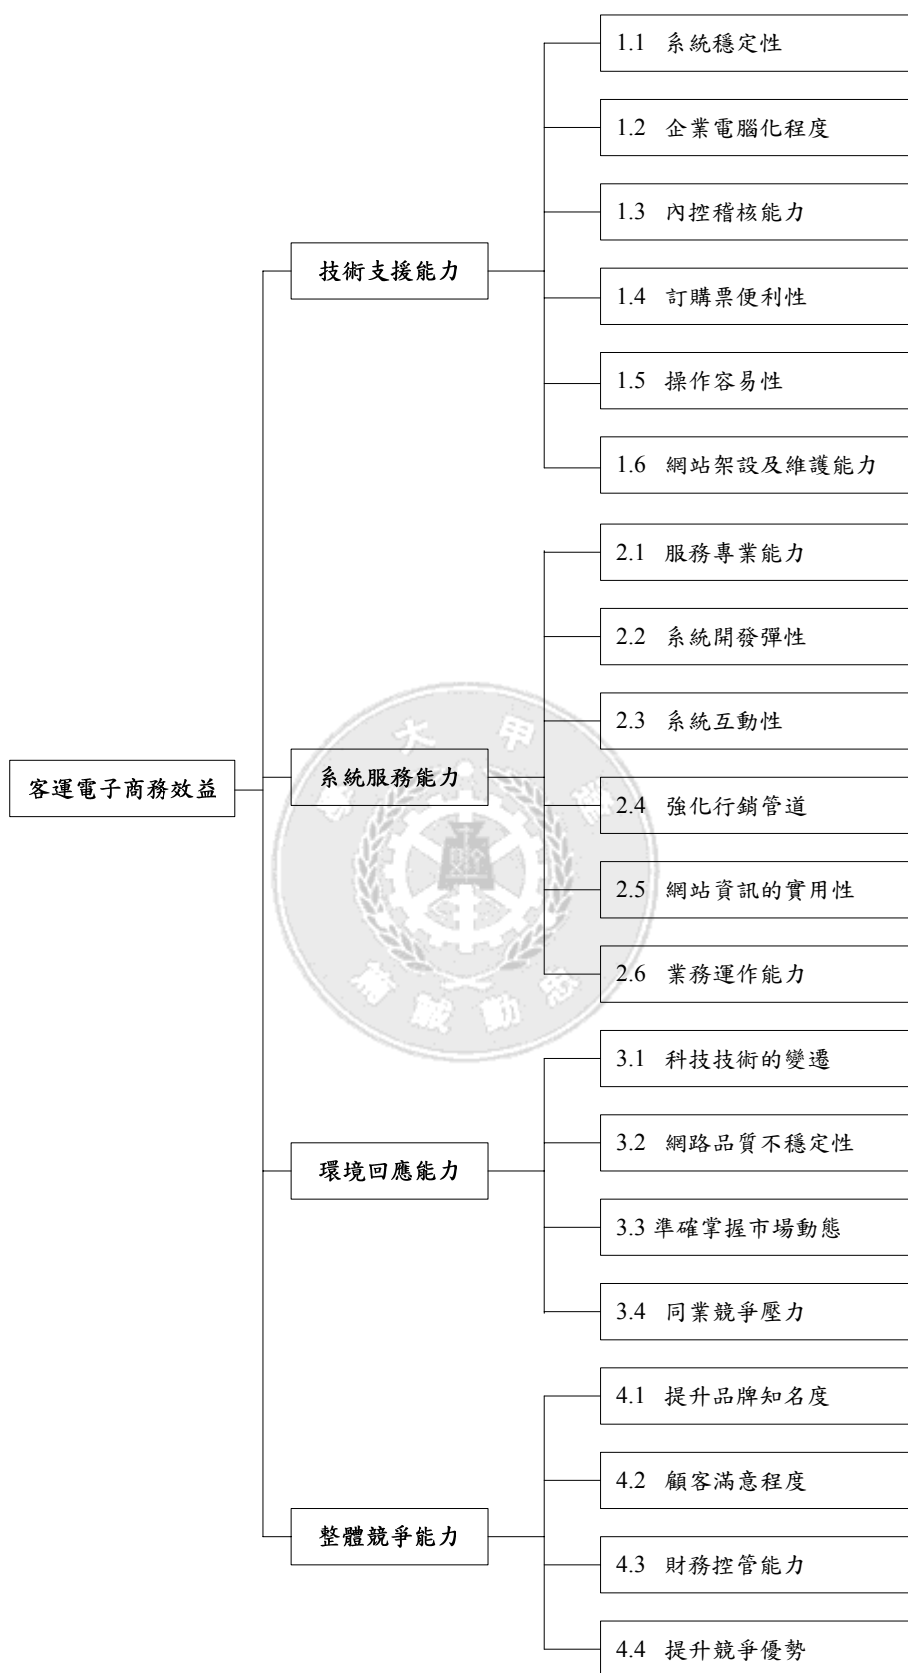 客運電子商務效益
技術支援能力
1.1 系統穩定性
1.2 企業電腦化程度
1.3 內控稽核能力
1.4 訂購票便利性
1.5 操作容易性
1.6 網站架設及維護能力
系統服務能力
2.1 服務專業能力
2.2 系統開發彈性
2.3 系統互動性
2.4 強化行銷管道
2.5 網站資訊的實用性
2.6 業務運作能力
環境回應能力
3.1 科技技術的變遷
3.2 網路品質不穩定性
3.3 準確掌握市場動態
3.4 同業競爭壓力
整體競爭能力
4.1 提升品牌知名度
4.2 顧客滿意程度
4.3 財務控管能力
4.4 提升競爭優勢
大甲
誠勤